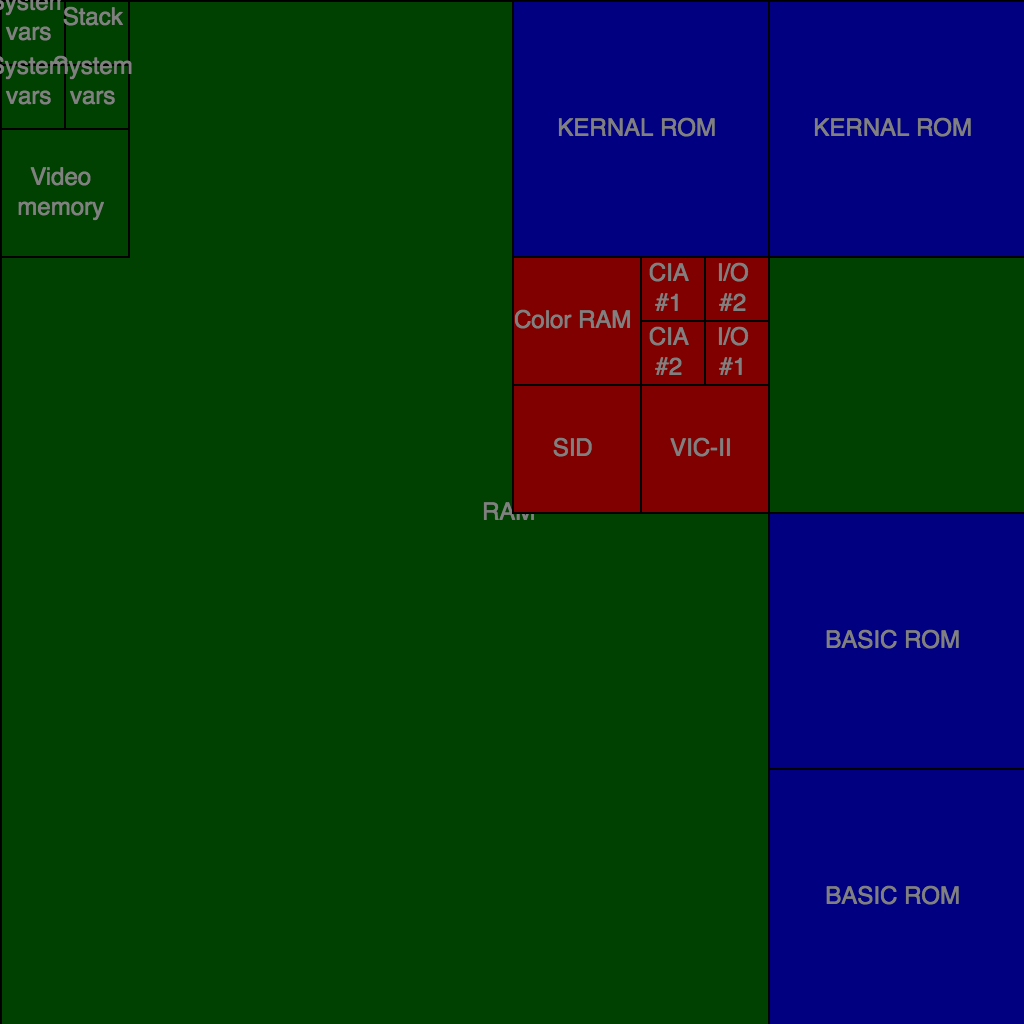 System
vars
Stack
System
vars
System
vars
Video
memory
KERNAL ROM
KERNAL ROM
Color RAM
CIA
#1
I/O
#2
CIA
#2
I/O
#1
SID
VIC-II
RAM
BASIC ROM
BASIC ROM